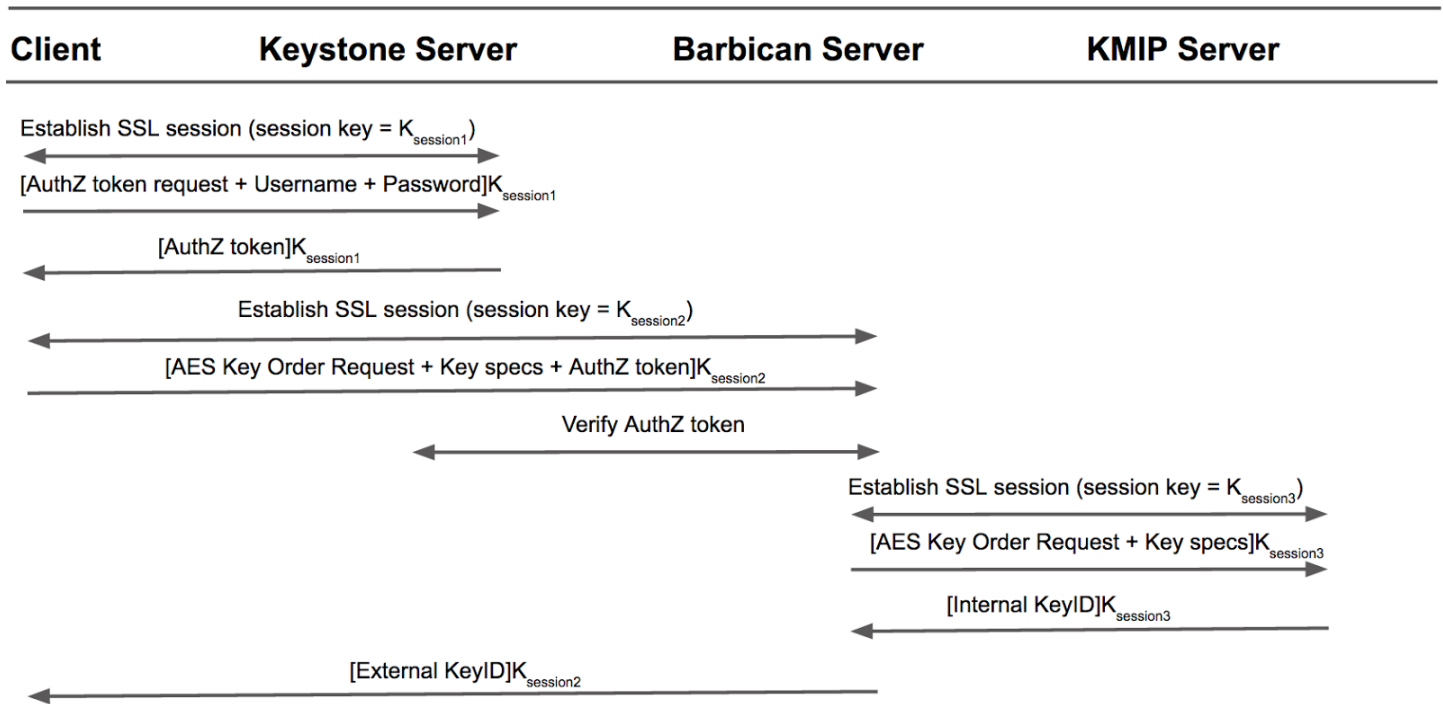 Client Keystone Server Barbican Server KMIP Server
Establish SSL session (session key = Ksession1)
[AuthZ token request + Username + Password]Ksession1
[AuthZ token]Ksession1
Establish SSL session (session key = Ksession2)
[AES Key Order Request + Key specs + AuthZ token]Ksession2
Verify AuthZ token
Establish SSL session (session key = Ksession3)
[AES Key Order Request + Key specs]Ksession3
[Internal KeyID]Ksession3
[External KeyID]Ksession2